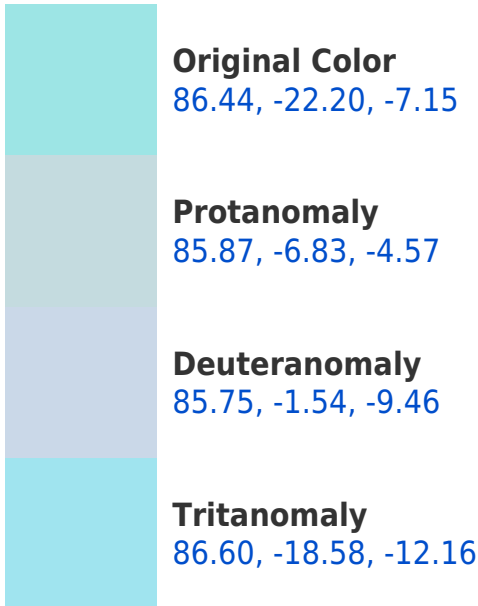 Original Color
86.44, -22.20, -7.15
Protanomaly
85.87, -6.83, -4.57
Deuteranomaly
85.75, -1.54, -9.46
Tritanomaly
86.60, -18.58, -12.16